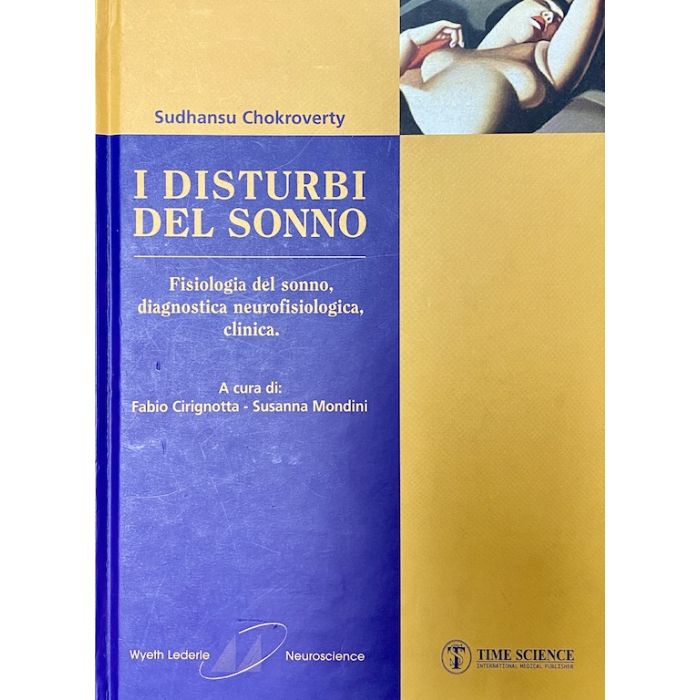 Sudhansu Chokroverty
I DISTURBI
DEL SONNO
Fisiologia del sonno,
diagnostica neurofisiologica,
clinica.
A cura di:
Fabio Cirignotta - Susanna Mondini
Wyeth Lederle Neuroscience
TS TIME SCIENCE
INTERNATIONAL MEDICAL PUBLISHER